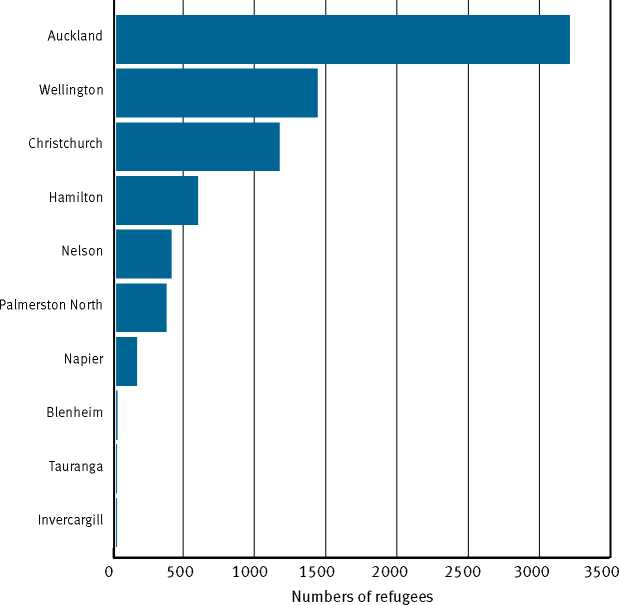 Auckland
Wellington
Christchurch
Hamilton
Nelson
Palmerston North
Napier
Blenheim
Tauranga
Invercargill
0 500 1000 1500 2000 2500 3000 3500
Numbers of refugees